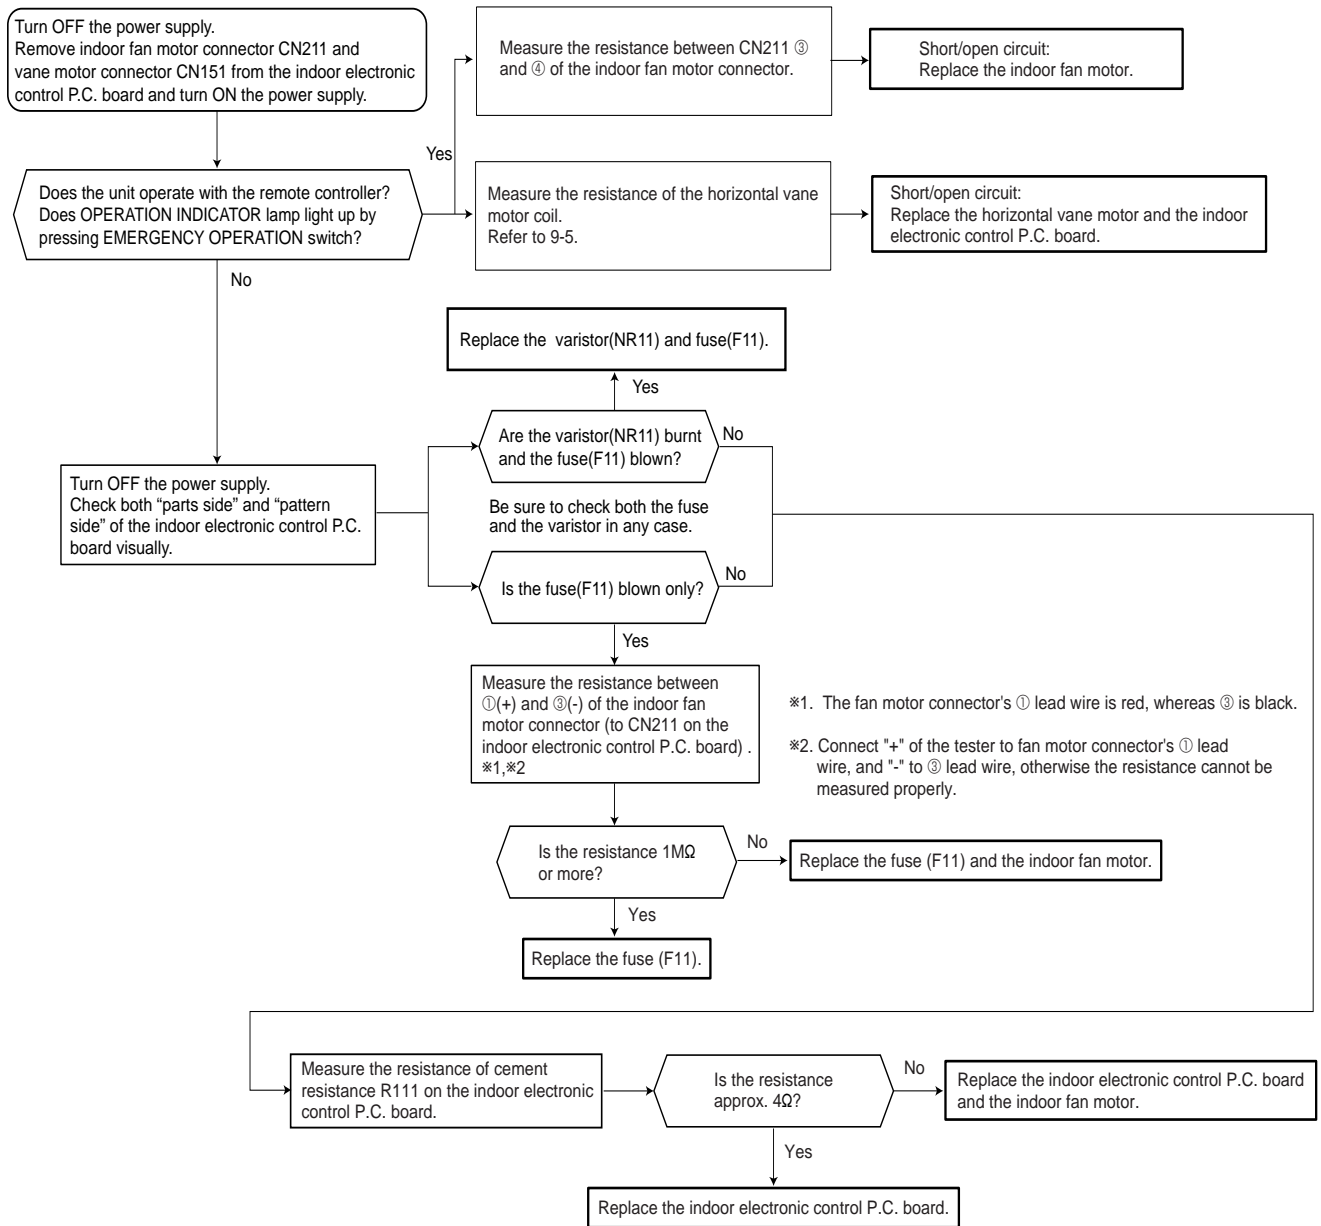 Turn OFF the power supply.
Remove indoor fan motor connector CN211 and
vane motor connector CN151 from the indoor electronic
control P.C. board and turn ON the power supply.
Measure the resistance between CN211 ③
and ④ of the indoor fan motor connector.
Short/open circuit:
Replace the indoor fan motor.
Yes
Does the unit operate with the remote controller?
Does OPERATION INDICATOR lamp light up by
pressing EMERGENCY OPERATION switch?
Measure the resistance of the horizontal vane
motor coil.
Refer to 9-5.
Short/open circuit:
Replace the horizontal vane motor and the indoor
electronic control P.C. board.
No
Replace the  varistor(NR11) and fuse(F11).
Yes
Are the varistor(NR11) burnt
and the fuse(F11) blown?
No
Turn OFF the power supply.
Check both “parts side” and “pattern
side” of the indoor electronic control P.C.
board visually.
Be sure to check both the fuse
and the varistor in any case.
Is the fuse(F11) blown only?
No
Yes
Measure the resistance between
①(+) and ③(-) of the indoor fan
motor connector (to CN211 on the
indoor electronic control P.C. board) .
※1,※2
※1.  The fan motor connector's ① lead wire is red, whereas ③ is black.
※2. Connect "+" of the tester to fan motor connector's ① lead
wire, and "-" to ③ lead wire, otherwise the resistance cannot be
measured properly.
Is the resistance 1MΩ
or more?
No
Replace the fuse (F11) and the indoor fan motor.
Yes
Replace the fuse (F11).
Measure the resistance of cement
resistance R111 on the indoor electronic
control P.C. board.
Is the resistance
approx. 4Ω?
No
Replace the indoor electronic control P.C. board
and the indoor fan motor.
Yes
Replace the indoor electronic control P.C. board.